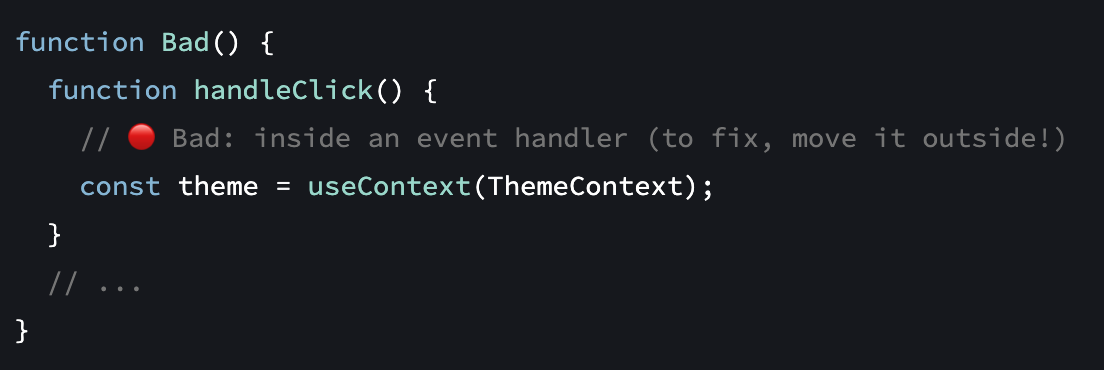 function Bad() {
  function handleClick() {
    // 🔴 Bad: inside an event handler (to fix, move it outside!)
    const theme = useContext(ThemeContext);
  }
  // ...
}